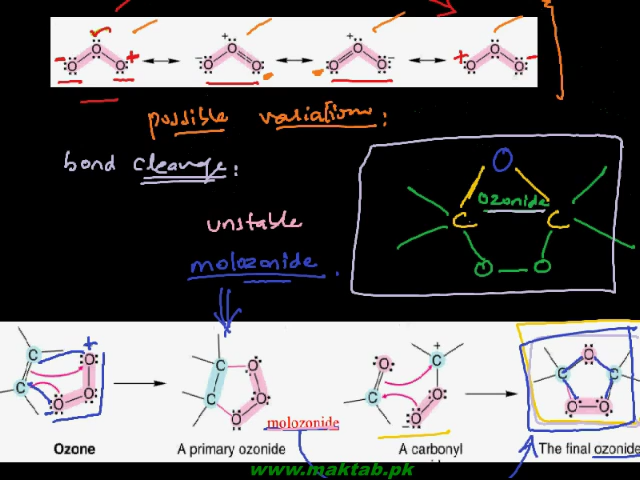 possible variations:
bond cleavage:
ozonide
unstable
molozonide.
molozonide
Ozone
A primary ozonide
A carbonyl
The final ozonide
www.maktab.pk